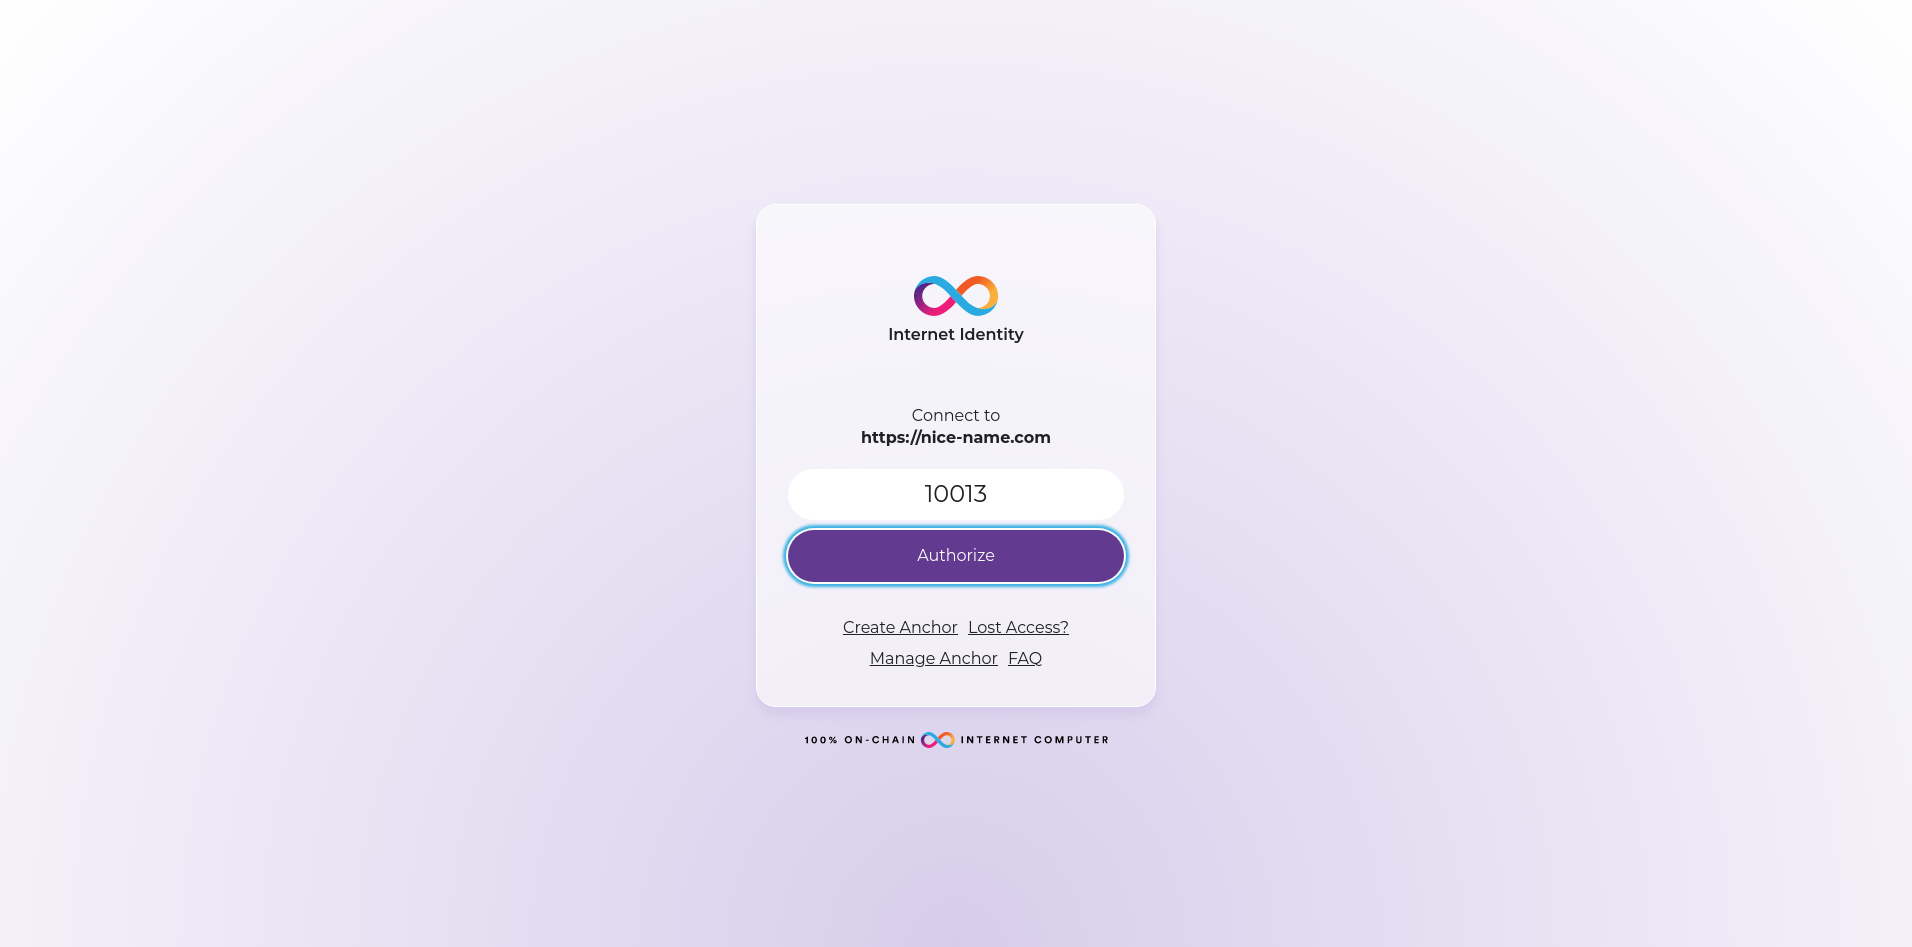 Internet Identity
Connect to
https://nice-name.com
10013
Authorize
Create Anchor Lost Access?
Manage Anchor FAQ
100% ON-CHAIN INTERNET COMPUTER